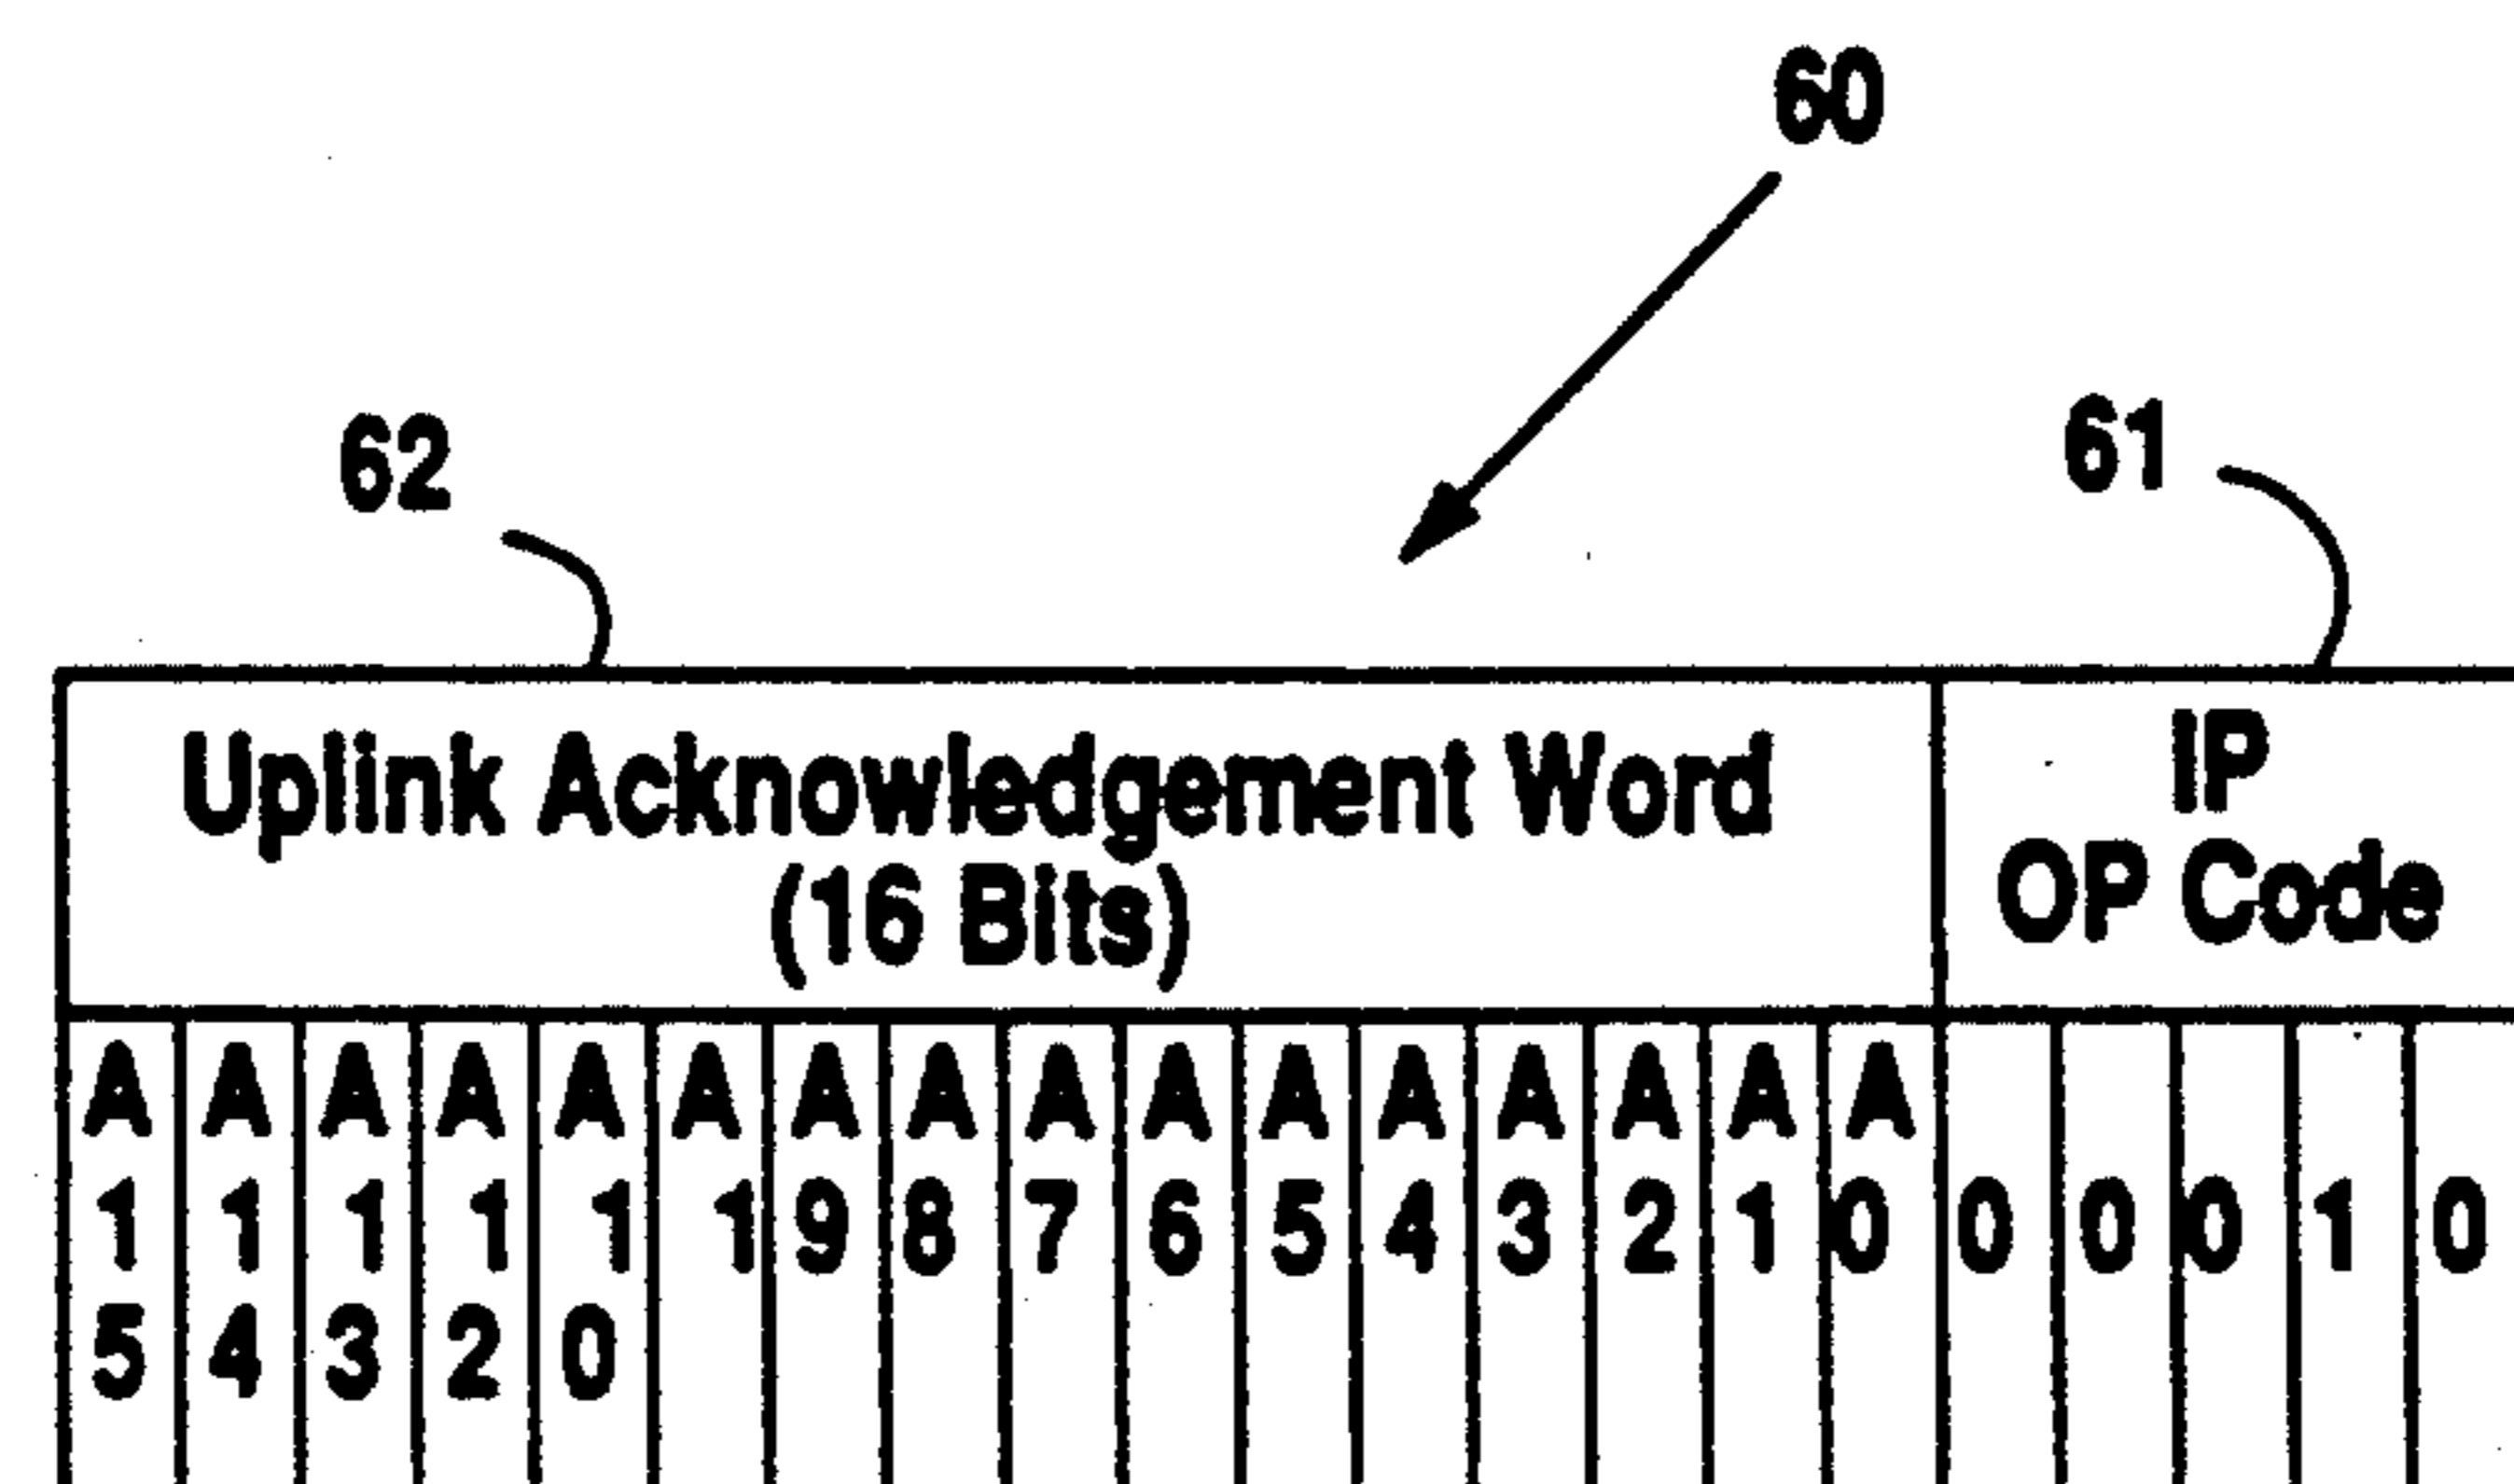 60
62
61
Uplink Acknowledgement Word
(16 Bits)
IP
OP Code
A A A A A A A A A A A A A A A A
1 1 1 1 1 1 9 8 7 6 5 4 3 2 1 0 0 0 0 1 0
5 4 3 2 0